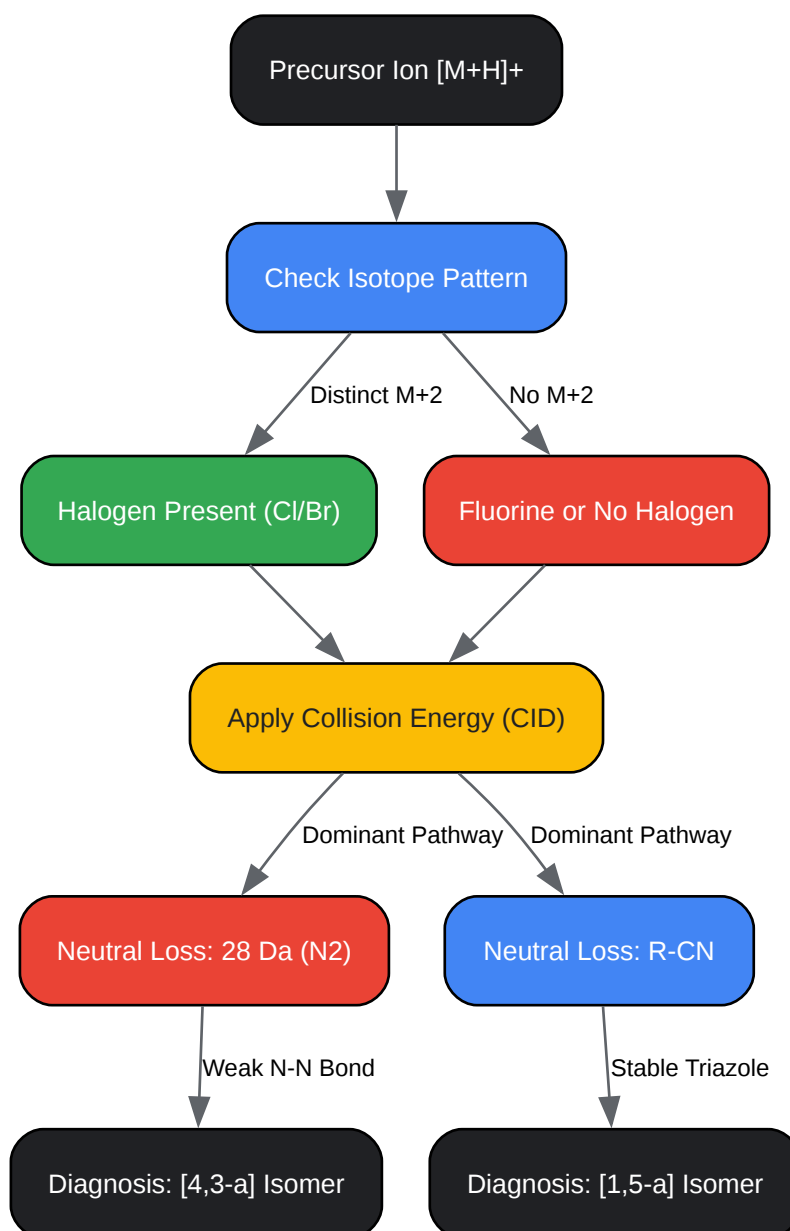 Precursor Ion [M+H]+
Check Isotope Pattern
Distinct M+2
No M+2
Halogen Present (Cl/Br)
Fluorine or No Halogen
Apply Collision Energy (CID)
Dominant Pathway
Dominant Pathway
Neutral Loss: 28 Da (N2)
Neutral Loss: R-CN
Weak N-N Bond
Stable Triazole
Diagnosis: [4,3-a] Isomer
Diagnosis: [1,5-a] Isomer